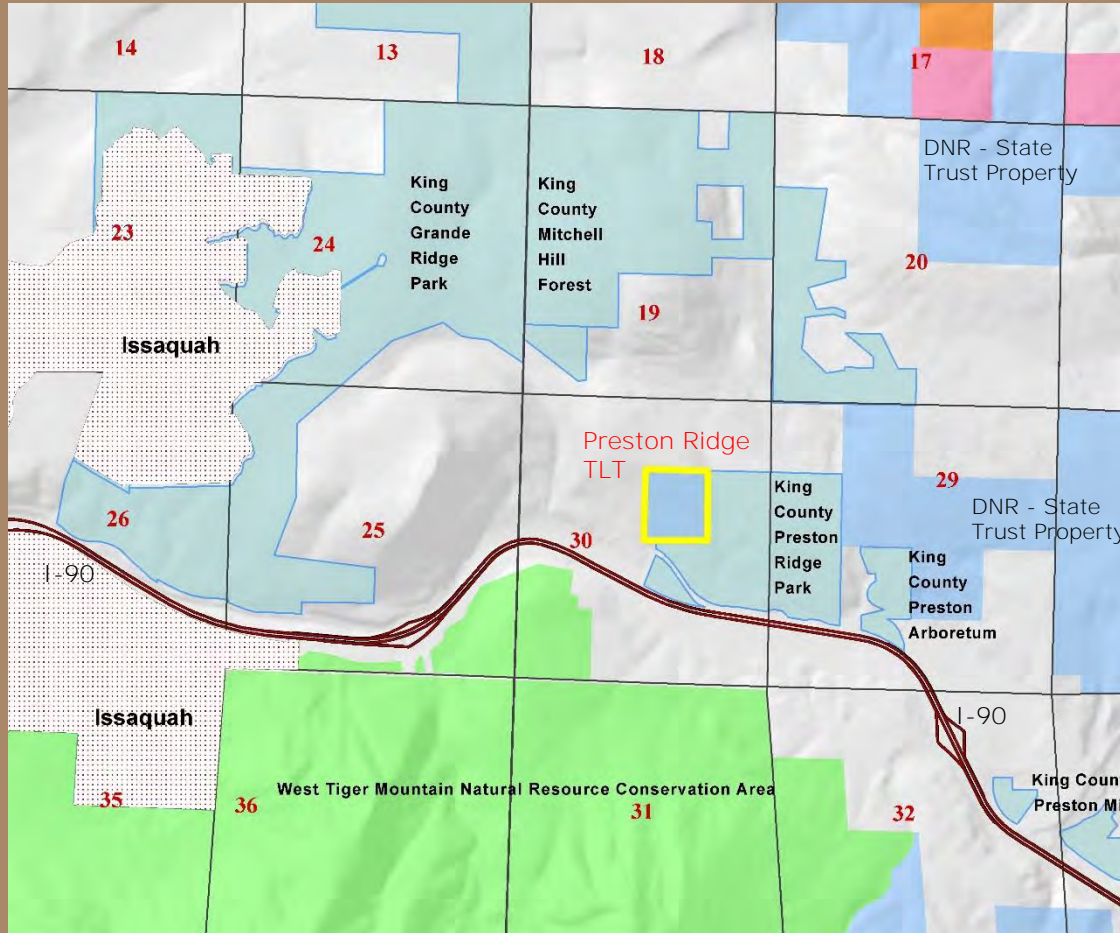 14
13
18
17
DNR - State
Trust Property
King
County
Grande
Ridge
Park
King
County
Mitchell
Hill
Forest
23
24
20
19
Issaquah
Preston Ridge
TLT
29
King
County
Preston
Ridge
Park
DNR - State
Trust Property
26
25
30
I-90
King
County
Preston
Arboretum
Issaquah
I-90
West Tiger Mountain Natural Resource Conservation Area
King Coun
Preston Mi
35
36
31
32